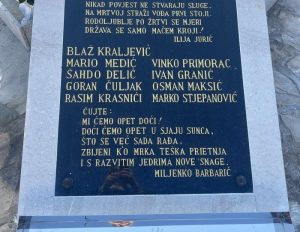 NIKAD POVJEST NE STVARAJU SLUGE,
NA MRTVOJ STRAŽI VOĐA PRVI STOJI.
RODOLJUBLJE PO ŽRTVI SE MJERI
DRŽAVA SE SAMO MAČEM KROJI!
ILIJA JURIĆ
BLAŽ KRALJEVIĆ
MARIO MEDIĆ VINKO PRIMORAC
ŠAHDO DELIĆ IVAN GRANIĆ
GORAN ČULJAK OSMAN MAKSIĆ
RASIM KRASNIĆI MARKO STJEPANOVIĆ
ČUJTE:
MI ĆEMO OPET DOĆI!
DOĆI ĆEMO OPET U SJAJU SUNCA,
ŠTO SE VEĆ SADA RAĐA.
ZBIJENI K'O MRKA TEŠKA PRIETNJA
I S RAZVITIM JEDRIMA NOVE SNAGE.
MILJENKO BARBARIĆ